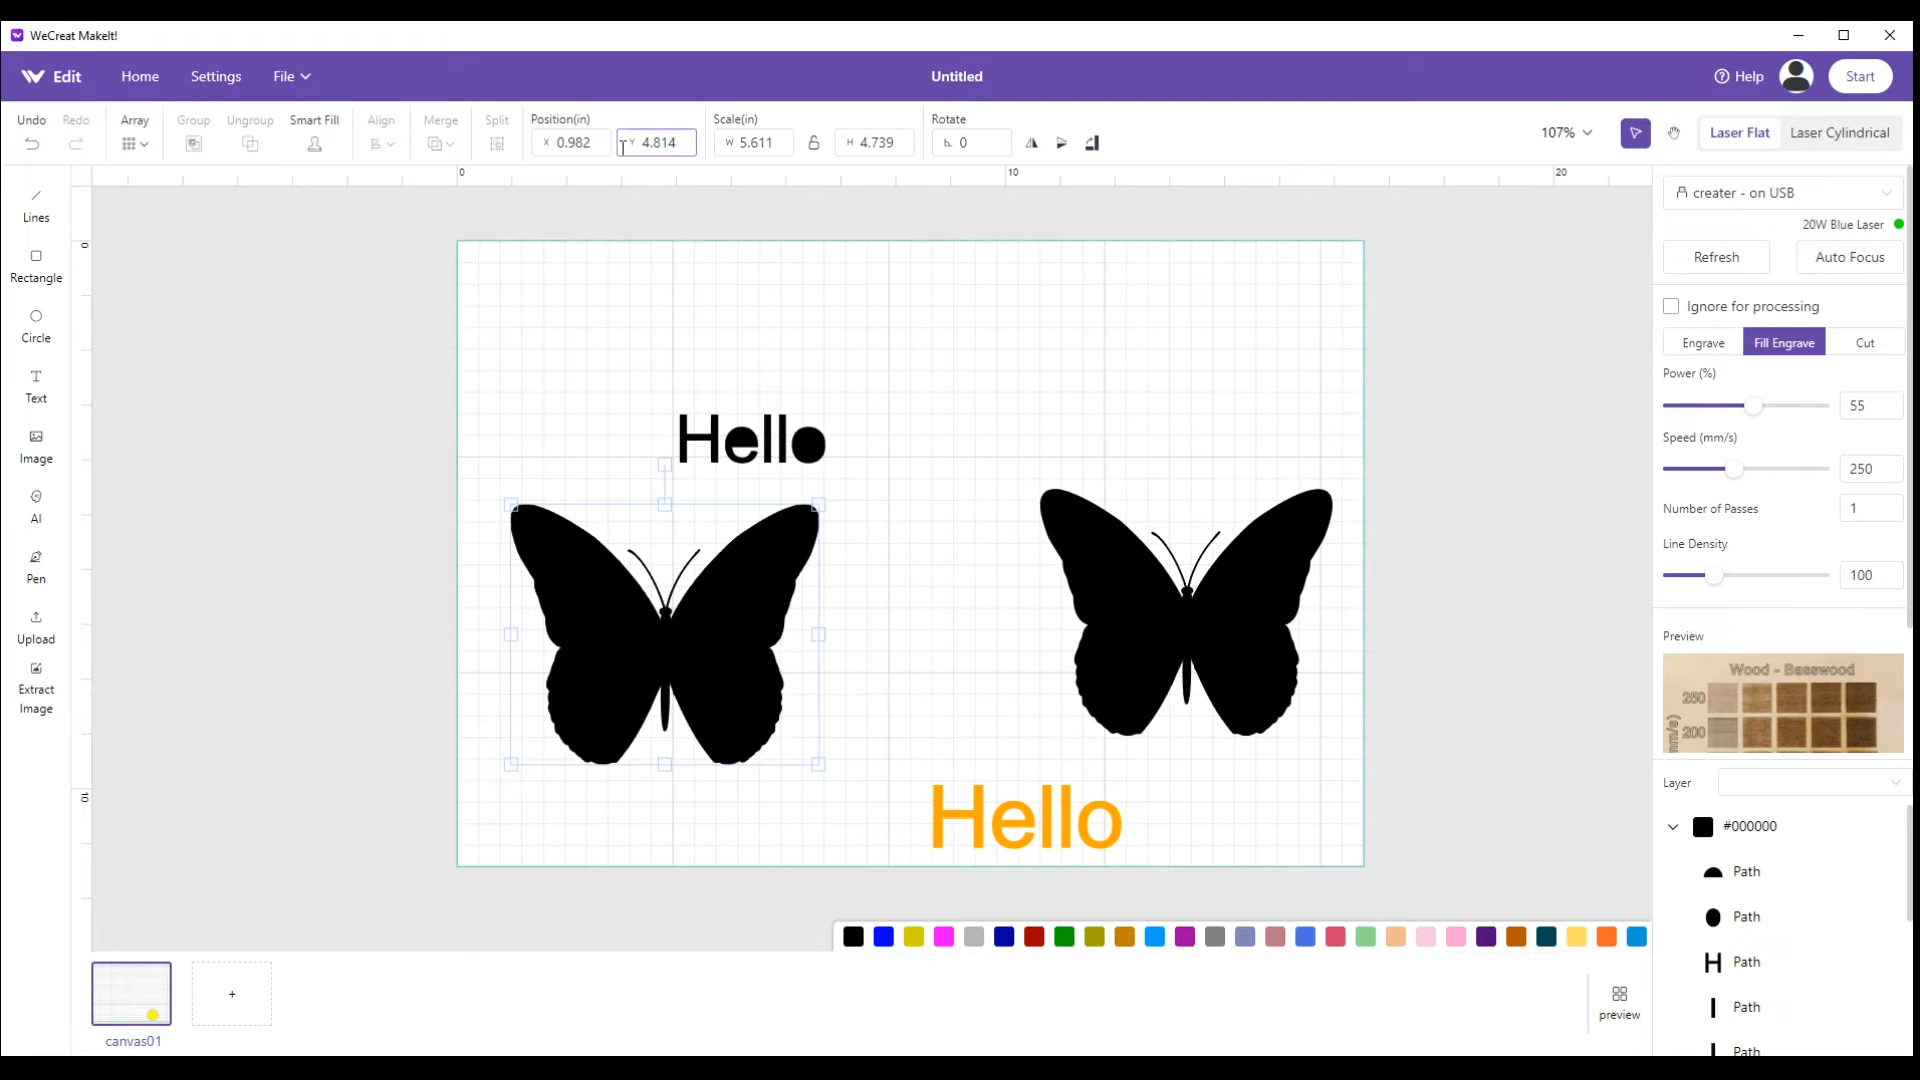 WeCreat MakeIt!
Edit Home Settings File Untitled Help Start
Undo Redo Array Group Ungroup Smart Fill Align Merge Split Position(in) Scale(in) Rotate
X 0.982 Y 4.814 W 5.611 H 4.739 0 107% Laser Flat Laser Cylindrical
0 10 20
0
10
Lines
Rectangle
Circle
Text
Image
AI
Pen
Upload
Extract
Image
Hello
Hello
creater - on USB
20W Blue Laser
Refresh Auto Focus
Ignore for processing
Engrave Fill Engrave Cut
Power (%)
55
Speed (mm/s)
250
Number of Passes 1
Line Density
100
Preview
Wood - Basswood
250
200
Layer
#000000
Path
Path
H Path
Path
Path
+
canvas01
preview